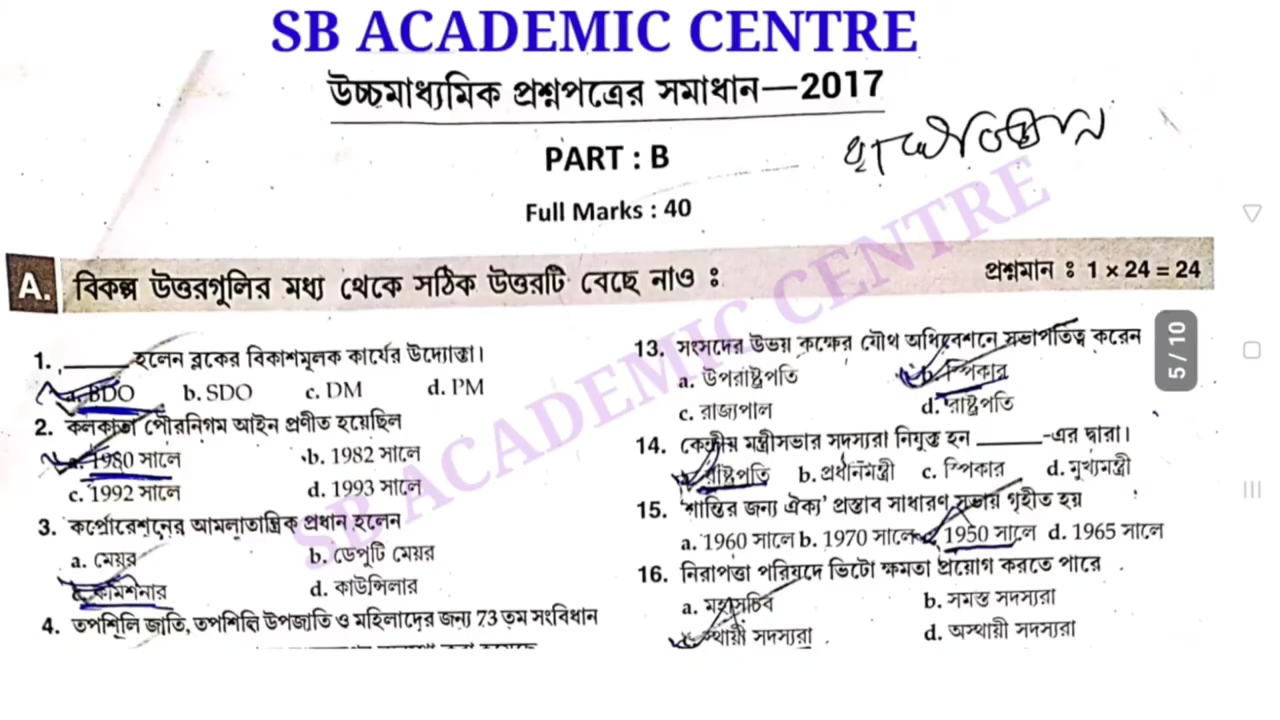 SB ACADEMIC CENTRE
উচ্চমাধ্যমিক প্রশ্নপত্রের সমাধান—2017
PART : B
Full Marks : 40
A. বিকল্প উত্তরগুলির মধ্য থেকে সঠিক উত্তরটি বেছে নাও : প্রশ্নমান : 1 × 24 = 24
1. ______ হলেন ব্লকের বিকাশমূলক কার্যের উদ্যোক্তা।
a. BDO b. SDO c. DM d. PM
2. কলকাতা পৌরনিগম আইন প্রণীত হয়েছিল
a. 1980 সালে b. 1982 সালে
c. 1992 সালে d. 1993 সালে
3. কর্পোরেশনের আমলাতান্ত্রিক প্রধান হলেন
a. মেয়র b. ডেপুটি মেয়র
কমিশনার d. কাউন্সিলার
4. তপশিলি জাতি, তপশিলি উপজাতি ও মহিলাদের জন্য 73 তম সংবিধান
13. সংসদের উভয় কক্ষের যৌথ অধিবেশনে সভাপতিত্ব করেন
a. উপরাষ্ট্রপতি b. স্পিকার
c. রাজ্যপাল d. রাষ্ট্রপতি
14. কেন্দ্রীয় মন্ত্রীসভার সদস্যরা নিযুক্ত হন ______-এর দ্বারা।
a. রাষ্ট্রপতি b. প্রধানমন্ত্রী c. স্পিকার d. মুখ্যমন্ত্রী
15. 'শান্তির জন্য ঐক্য' প্রস্তাব সাধারণ সভায় গৃহীত হয়
a. 1960 সালে b. 1970 সালে c. 1950 সালে d. 1965 সালে
16. নিরাপত্তা পরিষদে ভিটো ক্ষমতা প্রয়োগ করতে পারে
a. মহাসচিব b. সমস্ত সদস্যরা
স্থায়ী সদস্যরা d. অস্থায়ী সদস্যরা
5 / 10
SB ACADEMIC CENTRE